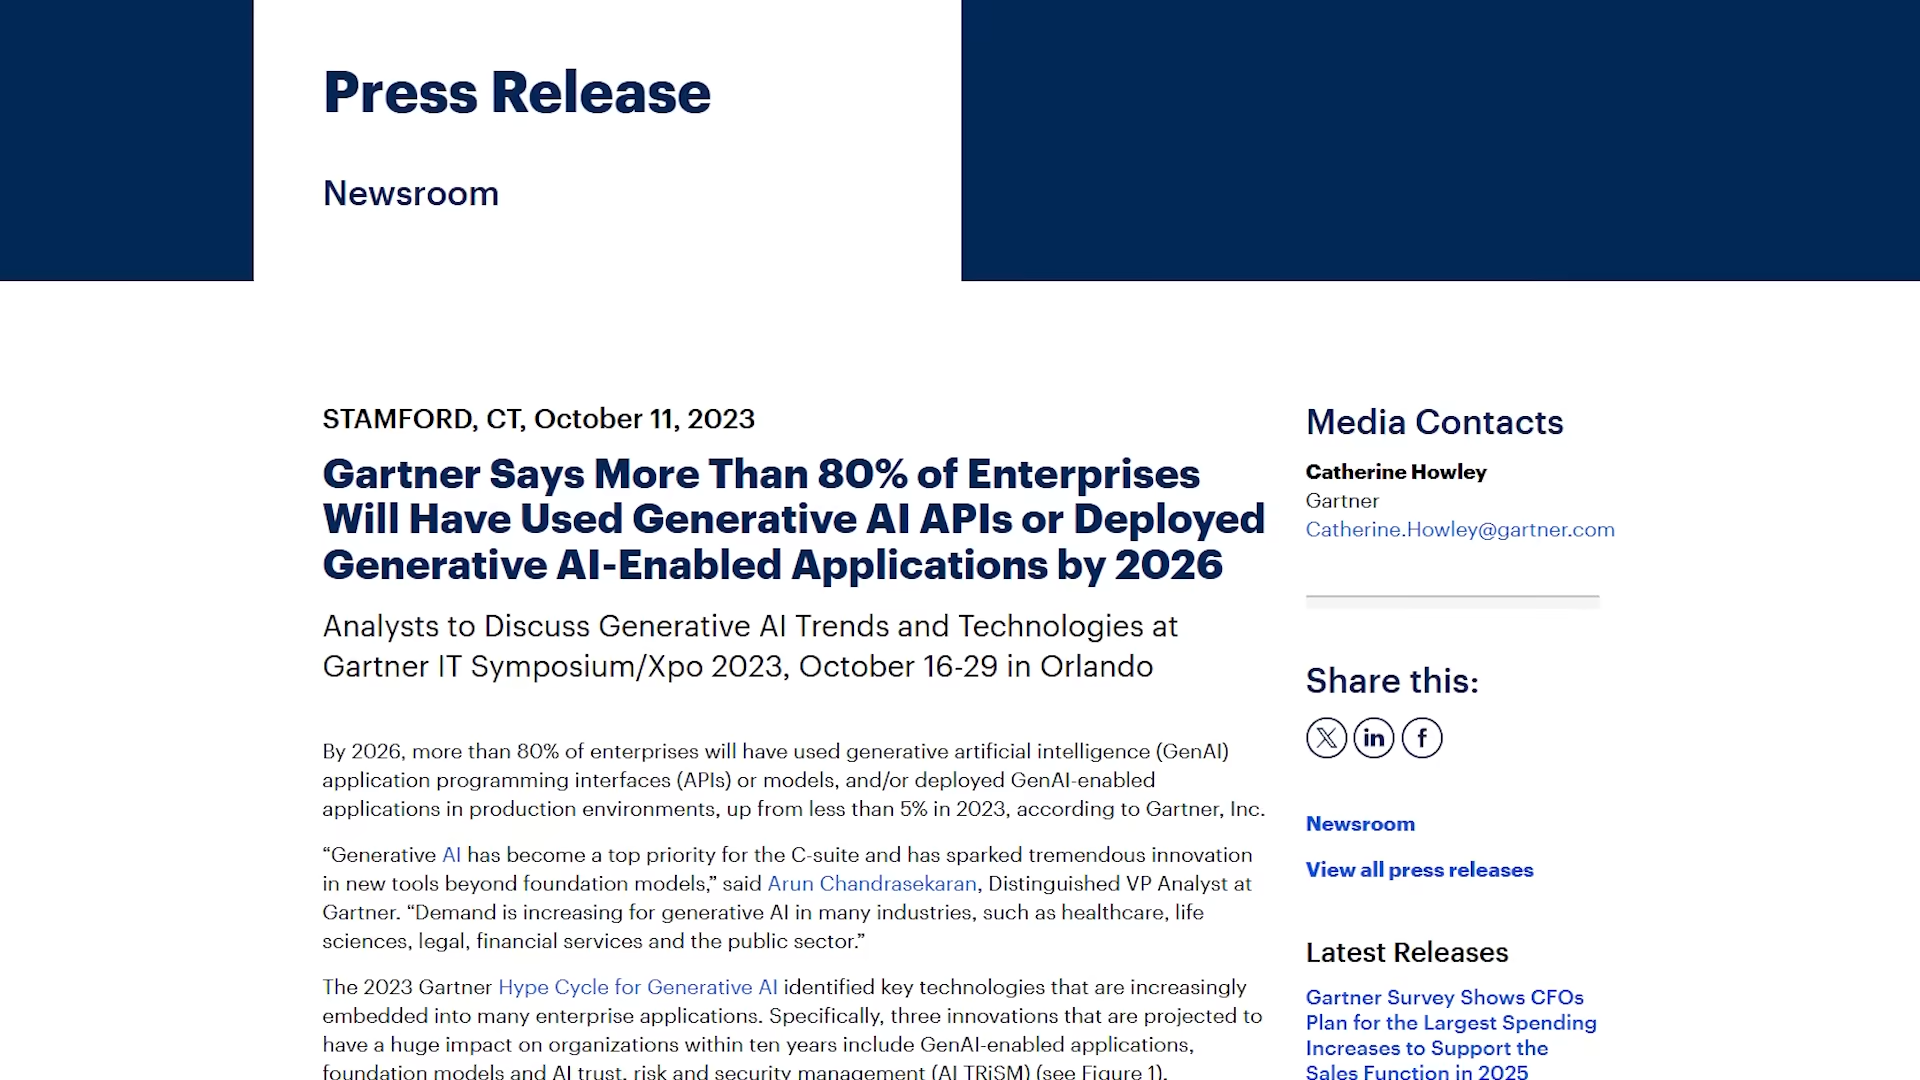 Press Release
Newsroom
STAMFORD, CT, October 11, 2023
Gartner Says More Than 80% of Enterprises
Will Have Used Generative AI APIs or Deployed
Generative AI-Enabled Applications by 2026
Analysts to Discuss Generative AI Trends and Technologies at
Gartner IT Symposium/Xpo 2023, October 16-29 in Orlando
By 2026, more than 80% of enterprises will have used generative artificial intelligence (GenAI)
application programming interfaces (APIs) or models, and/or deployed GenAI-enabled
applications in production environments, up from less than 5% in 2023, according to Gartner, Inc.
“Generative AI has become a top priority for the C-suite and has sparked tremendous innovation
in new tools beyond foundation models,” said Arun Chandrasekaran, Distinguished VP Analyst at
Gartner. “Demand is increasing for generative AI in many industries, such as healthcare, life
sciences, legal, financial services and the public sector.”
The 2023 Gartner Hype Cycle for Generative AI identified key technologies that are increasingly
embedded into many enterprise applications. Specifically, three innovations that are projected to
have a huge impact on organizations within ten years include GenAI-enabled applications,
foundation models and AI trust, risk and security management (AI TRiSM) (see Figure 1).
Media Contacts
Catherine Howley
Gartner
Catherine.Howley@gartner.com
Share this:
Newsroom
View all press releases
Latest Releases
Gartner Survey Shows CFOs
Plan for the Largest Spending
Increases to Support the
Sales Function in 2025